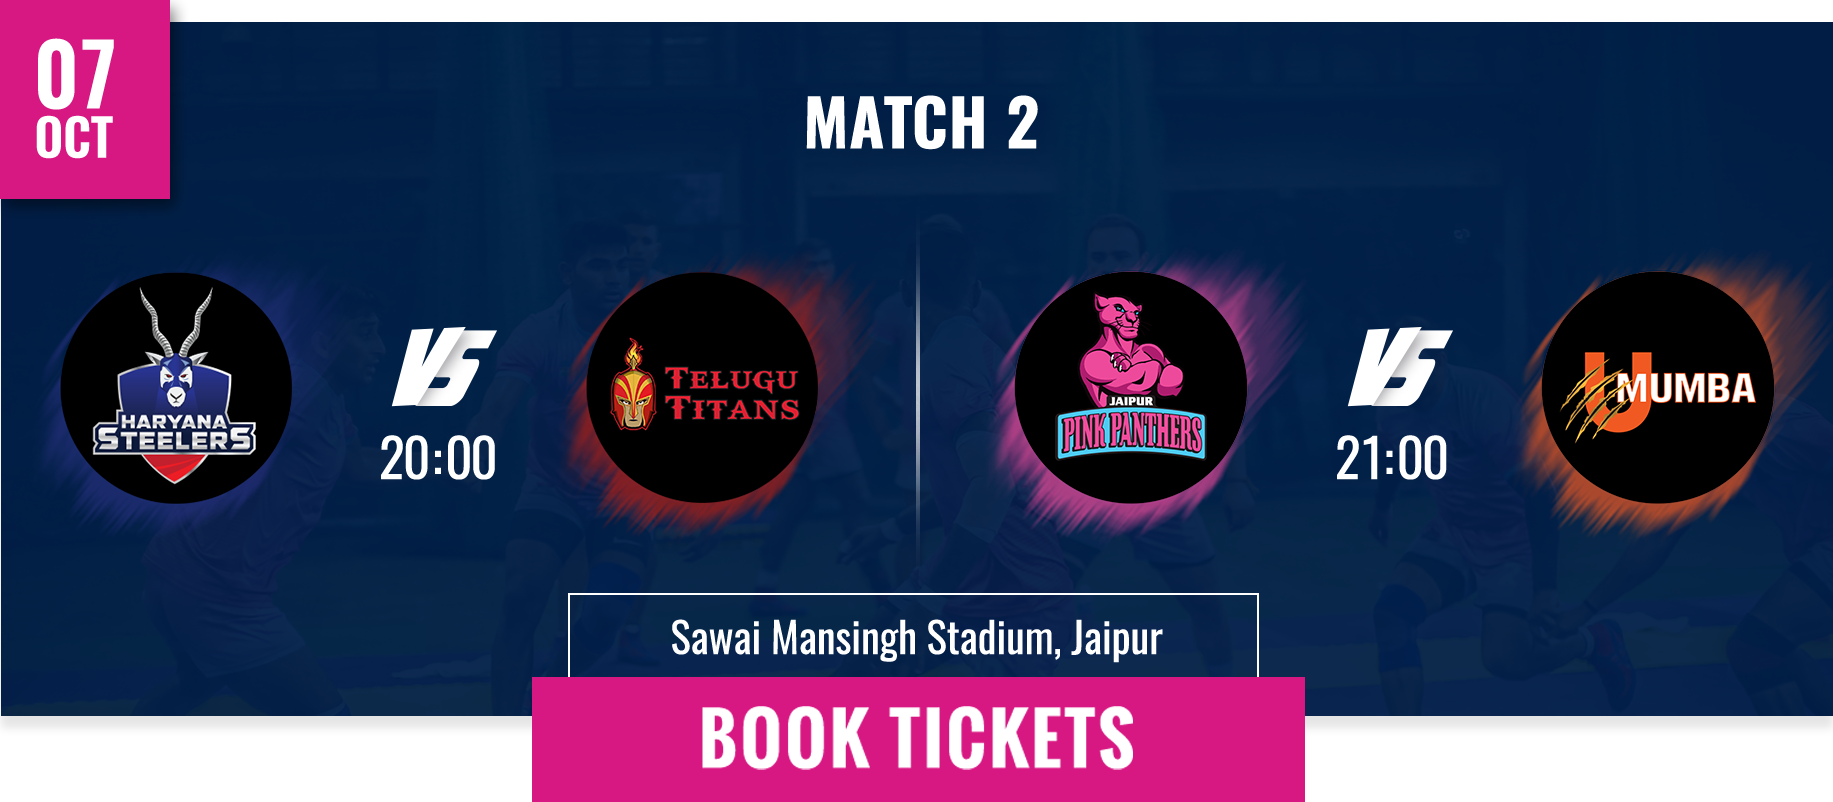 07
OCT
MATCH 2
HARYANA
STEELERS
VS
20:00
TELUGU
TITANS
JAIPUR
PINK PANTHERS
VS
21:00
U MUMBA
Sawai Mansingh Stadium, Jaipur
BOOK TICKETS